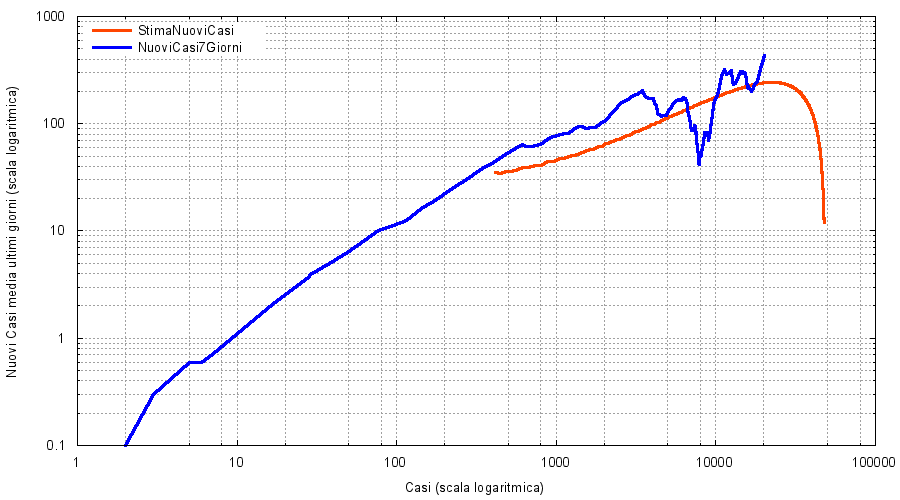 1000
StimaNuoviCasi
NuoviCasi7Giorni
100
10
1
0.1
Nuovi Casi media ultimi giorni (scala logaritmica)
1 10 100 1000 10000 100000
Casi (scala logaritmica)